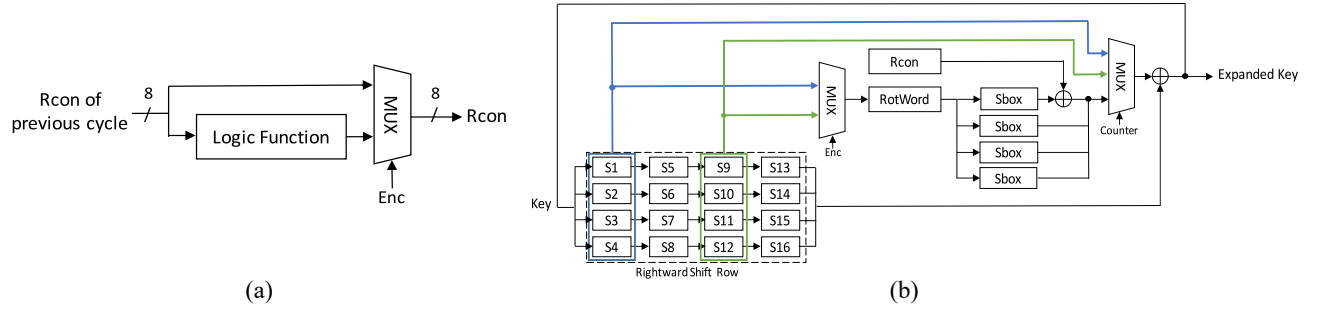 8
8
Rcon of
previous cycle
Logic Function
MUX
Rcon
Enc
(a)
Rcon
MUX
RotWord
Sbox
Sbox
Sbox
Sbox
MUX
Expanded Key
Counter
Enc
Key
S1 S5 S9 S13
S2 S6 S10 S14
S3 S7 S11 S15
S4 S8 S12 S16
Rightward Shift Row
(b)